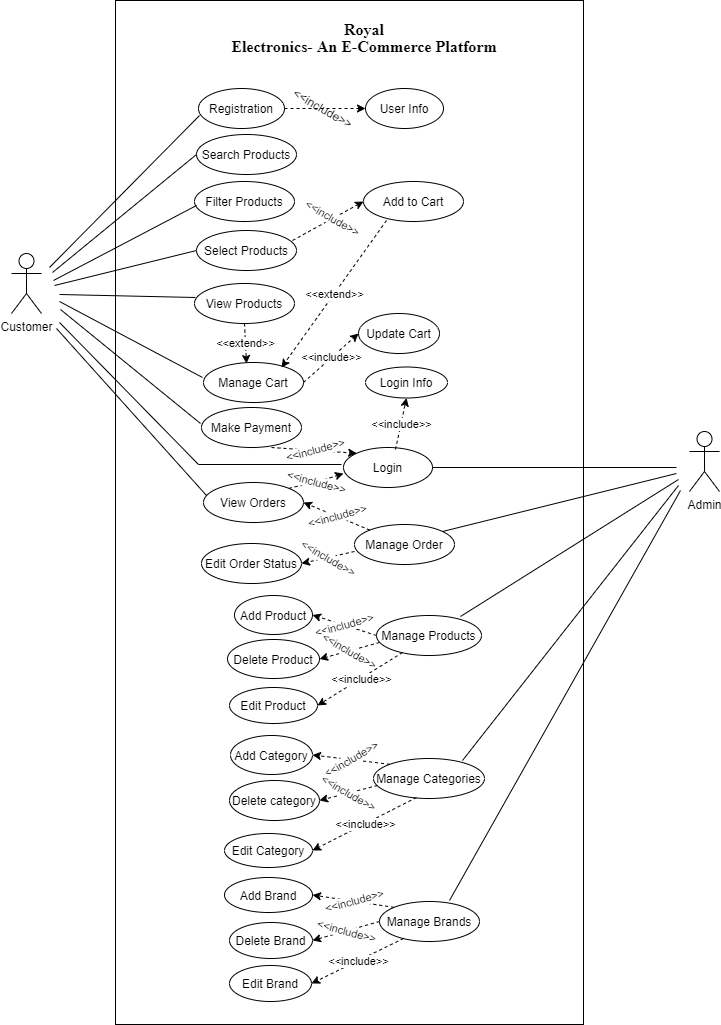 Royal
Electronics- An E-Commerce Platform
Registration
<<include>>
User Info
Search Products
Filter Products
<<include>>
Add to Cart
Select Products
Customer
View Products
<<extend>>
<<extend>>
Update Cart
<<include>>
Manage Cart
Login Info
Make Payment
<<include>>
<<include>>
Login
<<include>>
View Orders
Admin
<<include>>
Manage Order
Edit Order Status
<<include>>
Add Product
<<include>>
Manage Products
Delete Product
<<include>>
<<include>>
Edit Product
Add Category
<<include>>
Manage Categories
Delete category
<<include>>
<<include>>
Edit Category
Add Brand
<<include>>
Manage Brands
Delete Brand
<<include>>
<<include>>
Edit Brand